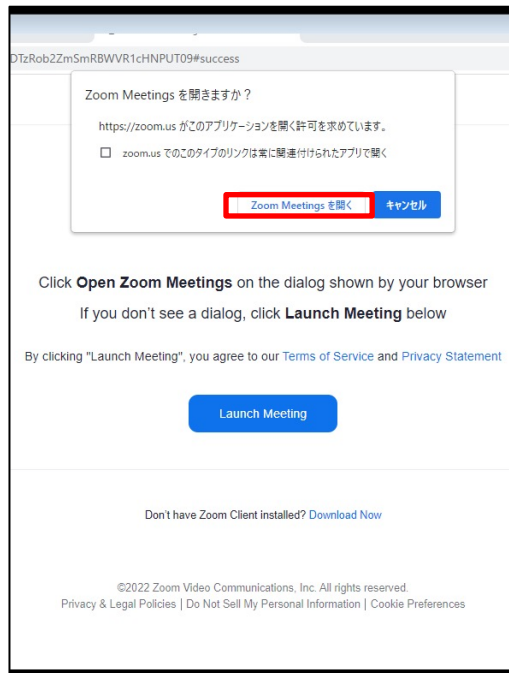 DTzRob2ZmSmRBWVR1cHNPUT09#success
Zoom Meetings を開きますか？
https://zoom.us がこのアプリケーションを開く許可を求めています。
zoom.us でのこのタイプのリンクは常に関連付けられたアプリで開く
Zoom Meetings を開く キャンセル
Click Open Zoom Meetings on the dialog shown by your browser
If you don't see a dialog, click Launch Meeting below
By clicking "Launch Meeting", you agree to our Terms of Service and Privacy Statement
Launch Meeting
Don't have Zoom Client installed? Download Now
©2022 Zoom Video Communications, Inc. All rights reserved.
Privacy & Legal Policies | Do Not Sell My Personal Information | Cookie Preferences